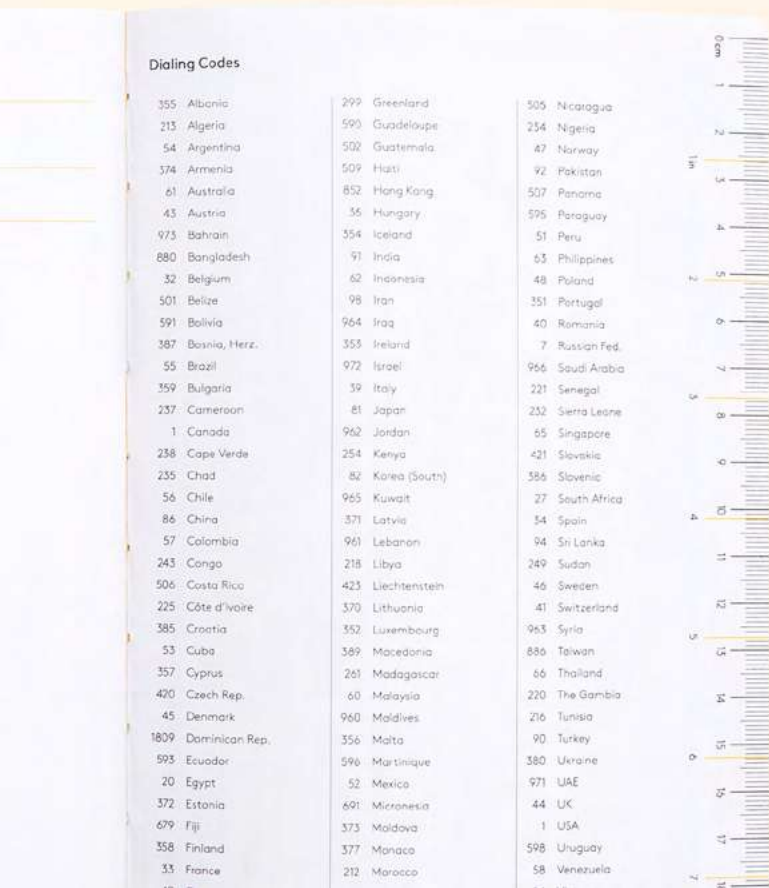 Dialing Codes
355 Albania
213 Algeria
54 Argentina
374 Armenia
61 Australia
43 Austria
973 Bahrain
880 Bangladesh
32 Belgium
501 Belize
591 Bolivia
387 Bosnia, Herz.
55 Brazil
359 Bulgaria
237 Cameroon
1 Canada
238 Cape Verde
235 Chad
56 Chile
86 China
57 Colombia
243 Congo
506 Costa Rica
225 Côte d'Ivoire
385 Croatia
53 Cuba
357 Cyprus
420 Czech Rep.
45 Denmark
1809 Dominican Rep.
593 Ecuador
20 Egypt
372 Estonia
679 Fiji
358 Finland
33 France
299 Greenland
590 Guadeloupe
502 Guatemala
509 Haiti
852 Hong Kong
36 Hungary
354 Iceland
91 India
62 Indonesia
98 Iran
964 Iraq
353 Ireland
972 Israel
39 Italy
81 Japan
962 Jordan
254 Kenya
82 Korea (South)
965 Kuwait
371 Latvia
961 Lebanon
218 Libya
423 Liechtenstein
370 Lithuania
352 Luxembourg
389 Macedonia
261 Madagascar
60 Malaysia
960 Maldives
356 Malta
596 Martinique
52 Mexico
691 Micronesia
373 Moldova
377 Monaco
212 Morocco
505 Nicaragua
234 Nigeria
47 Norway
92 Pakistan
507 Panama
595 Paraguay
51 Peru
63 Philippines
48 Poland
351 Portugal
40 Romania
7 Russian Fed.
966 Saudi Arabia
221 Senegal
232 Sierra Leone
65 Singapore
421 Slovakia
386 Slovenia
27 South Africa
34 Spain
94 Sri Lanka
249 Sudan
46 Sweden
41 Switzerland
963 Syria
886 Taiwan
66 Thailand
220 The Gambia
216 Tunisia
90 Turkey
380 Ukraine
971 UAE
44 UK
1 USA
598 Uruguay
58 Venezuela
0 cm
1
2
3
4
5
6
7
8
9
10
11
12
13
14
15
16
17
1 in
2
3
4
5
6
7